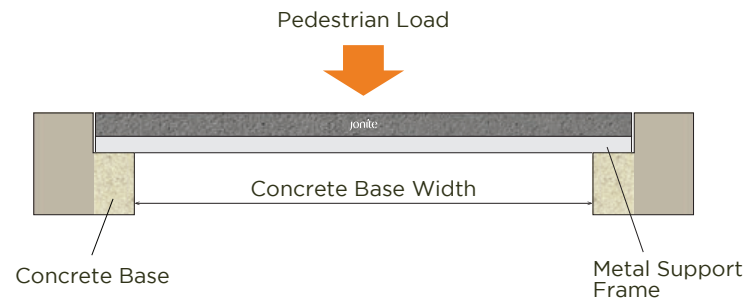 Pedestrian Load
jonite
Concrete Base Width
Concrete Base
Metal Support
Frame